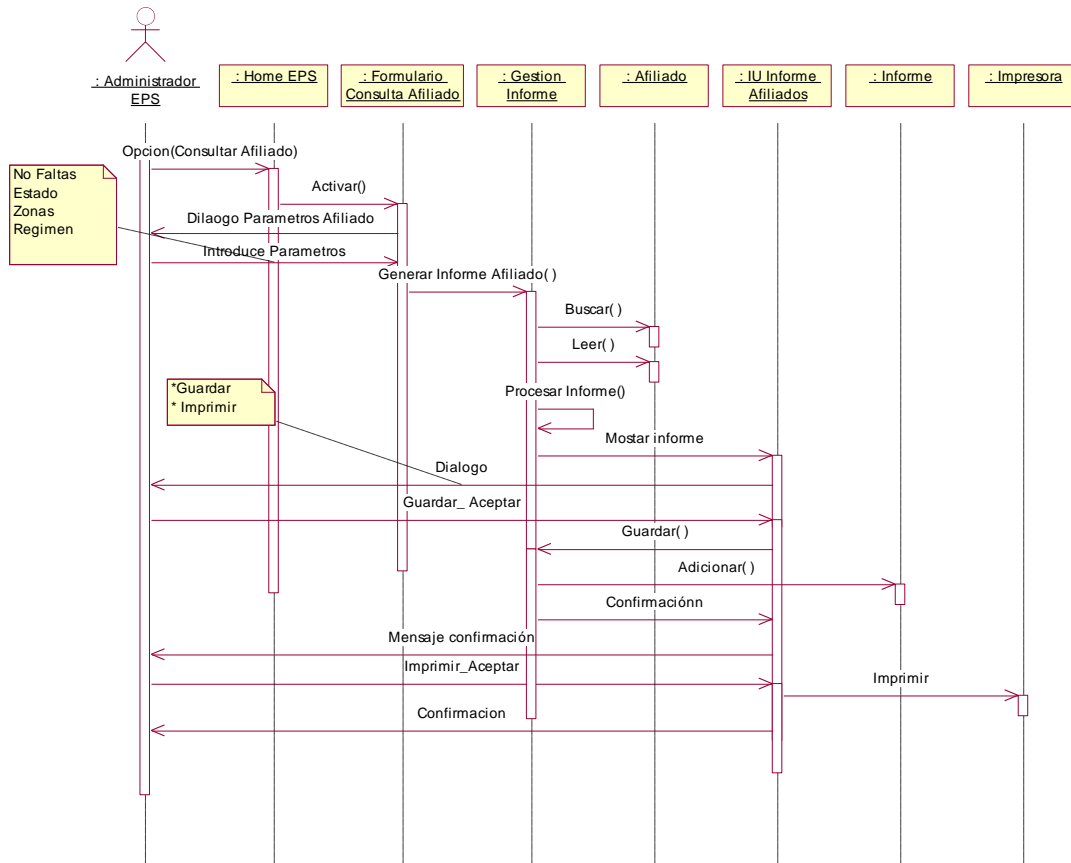 : Administrador
EPS
: Home EPS
: Formulario
Consulta Afiliado
: Gestion
Informe
: Afiliado
: IU Informe
Afiliados
: Informe
: Impresora
Opcion(Consultar Afiliado)
No Faltas
Estado
Zonas
Regimen
Activar()
Dilaogo Parametros Afiliado
Introduce Parametros
Generar Informe Afiliado( )
Buscar( )
Leer( )
*Guardar
* Imprimir
Procesar Informe()
Mostar informe
Dialogo
Guardar_ Aceptar
Guardar( )
Adicionar( )
Confirmaciónn
Mensaje confirmación
Imprimir_Aceptar
Imprimir
Confirmacion